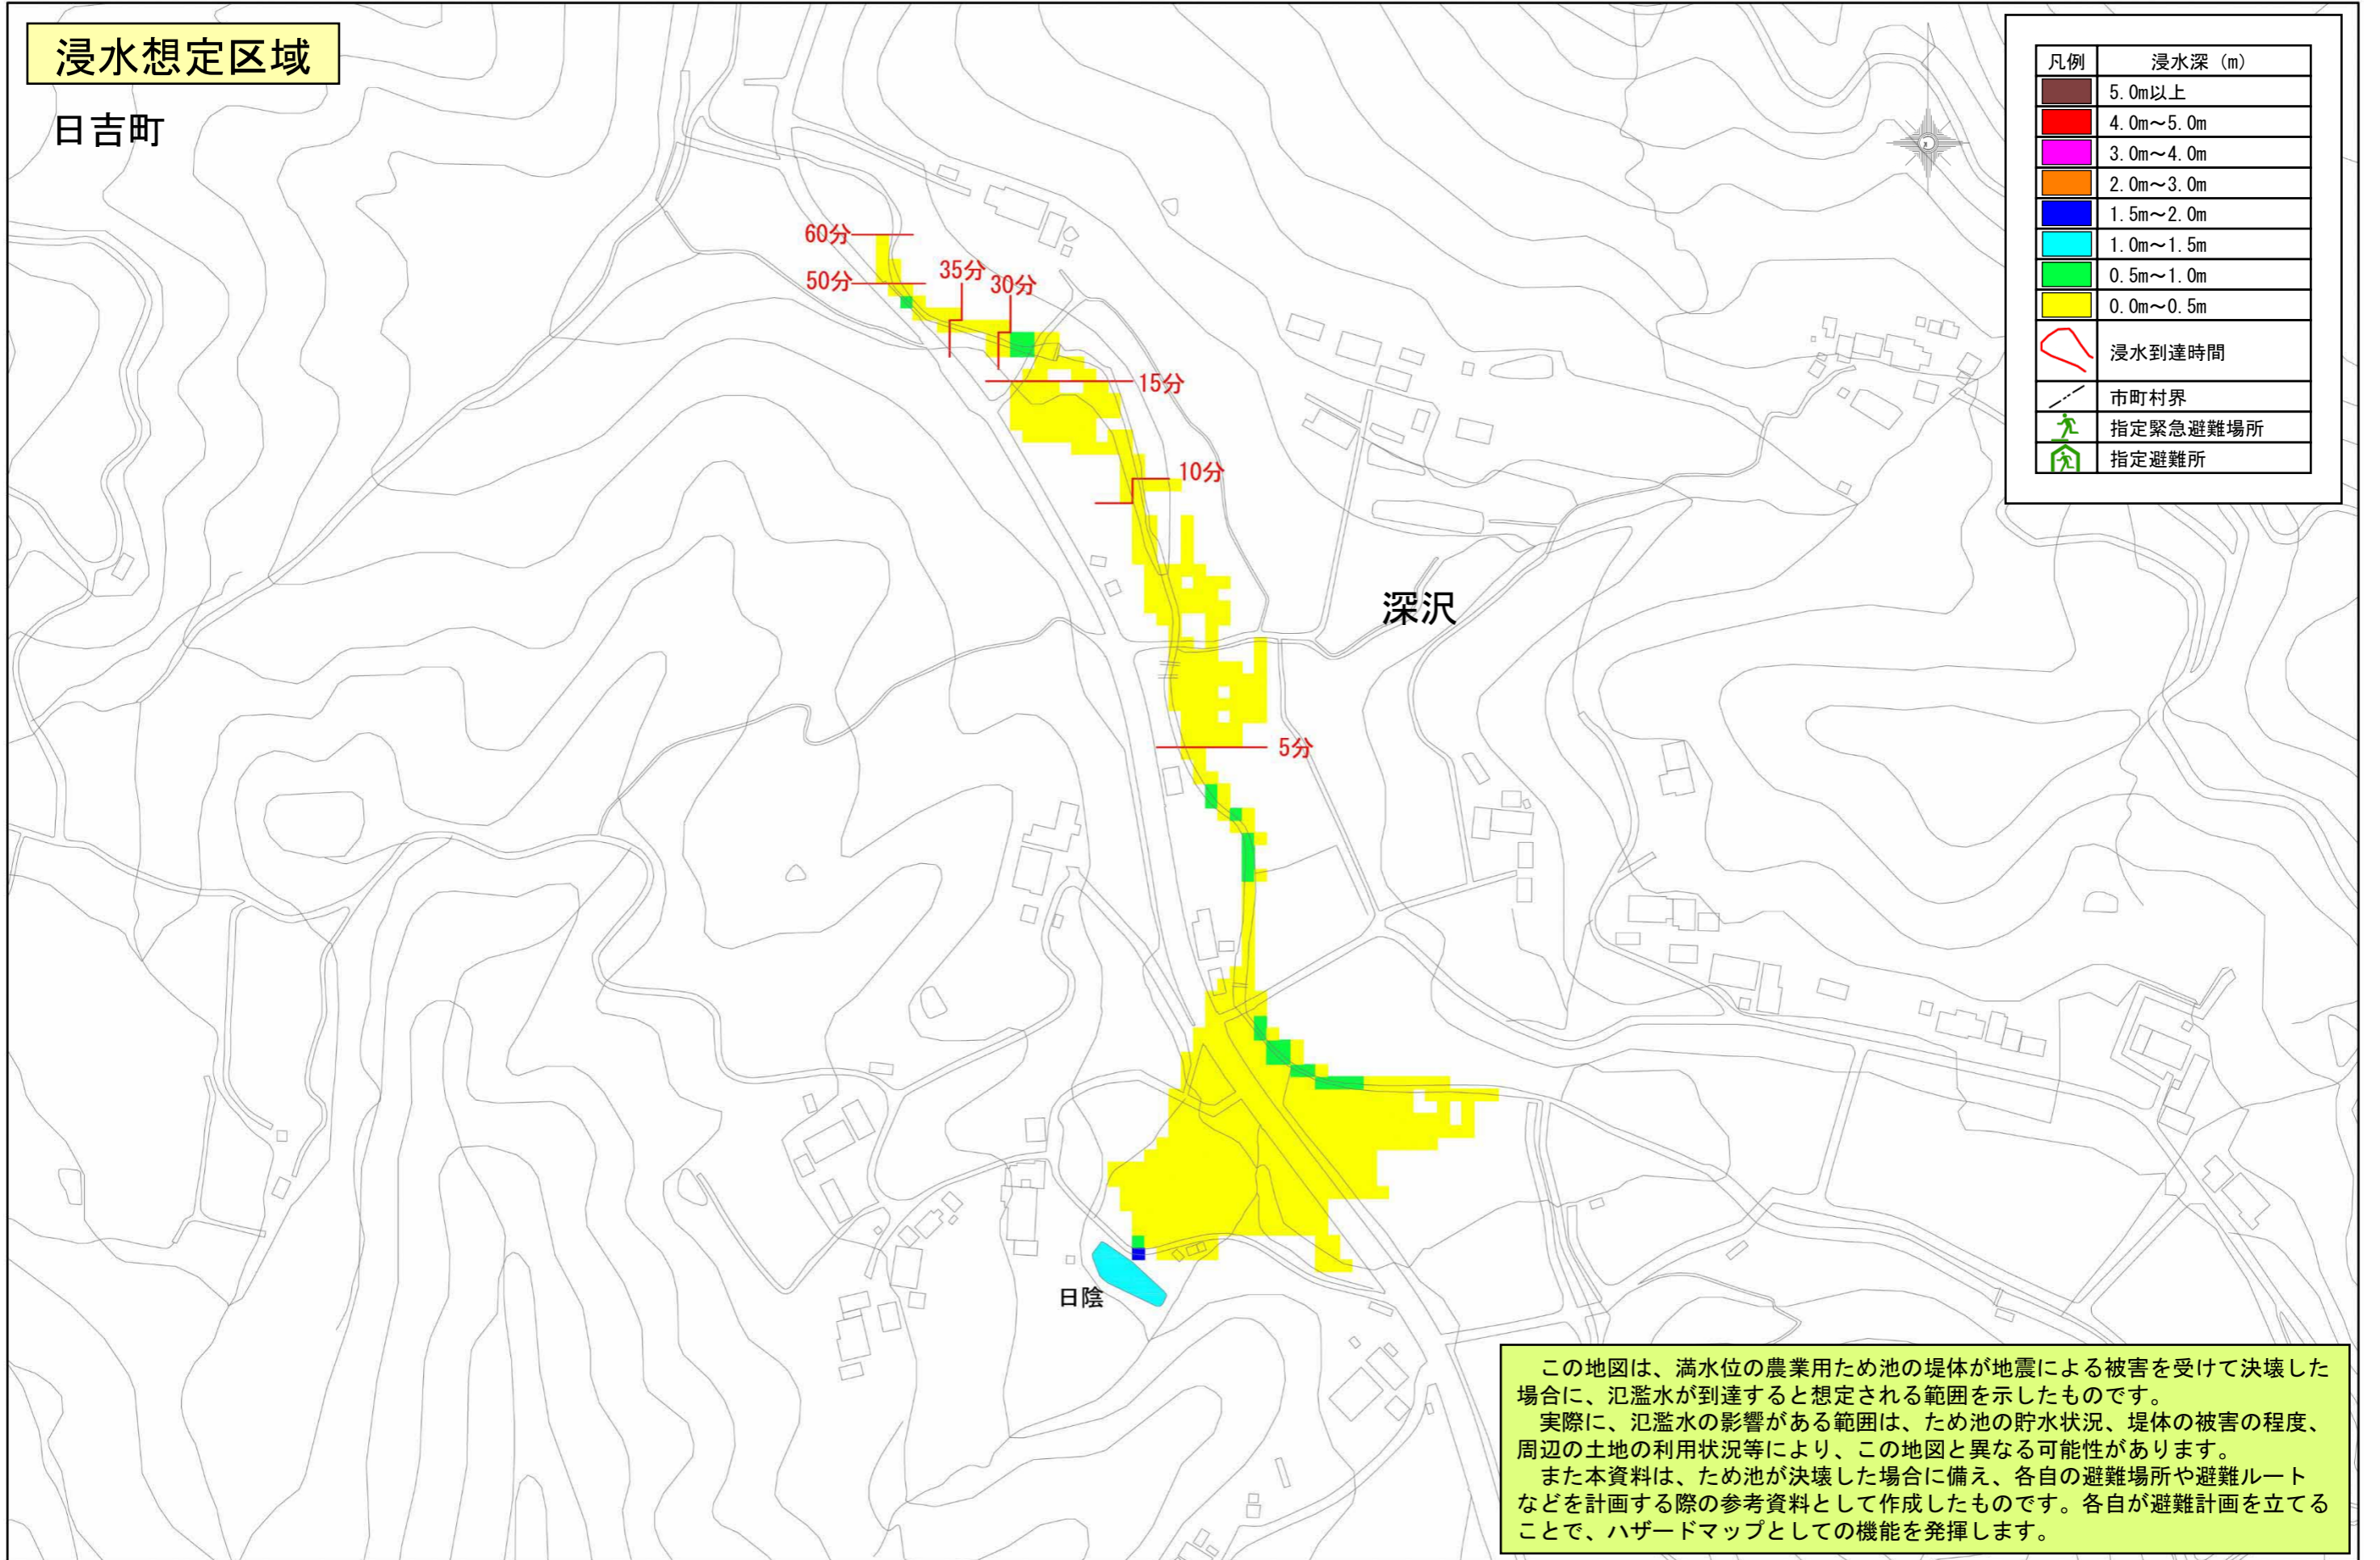 浸水想定区域
日吉町
凡例 浸水深 (m)
5.0m以上
4.0m～5.0m
3.0m～4.0m
2.0m～3.0m
1.5m～2.0m
1.0m～1.5m
0.5m～1.0m
0.0m～0.5m
浸水到達時間
市町村界
指定緊急避難場所
指定避難所
60分
50分
35分
30分
15分
10分
深沢
5分
日陰
この地図は、満水位の農業用ため池の堤体が地震による被害を受けて決壊した
場合に、氾濫水が到達すると想定される範囲を示したものです。
実際に、氾濫水の影響がある範囲は、ため池の貯水状況、堤体の被害の程度、
周辺の土地の利用状況等により、この地図と異なる可能性があります。
また本資料は、ため池が決壊した場合に備え、各自の避難場所や避難ルート
などを計画する際の参考資料として作成したものです。各自が避難計画を立てる
ことで、ハザードマップとしての機能を発揮します。